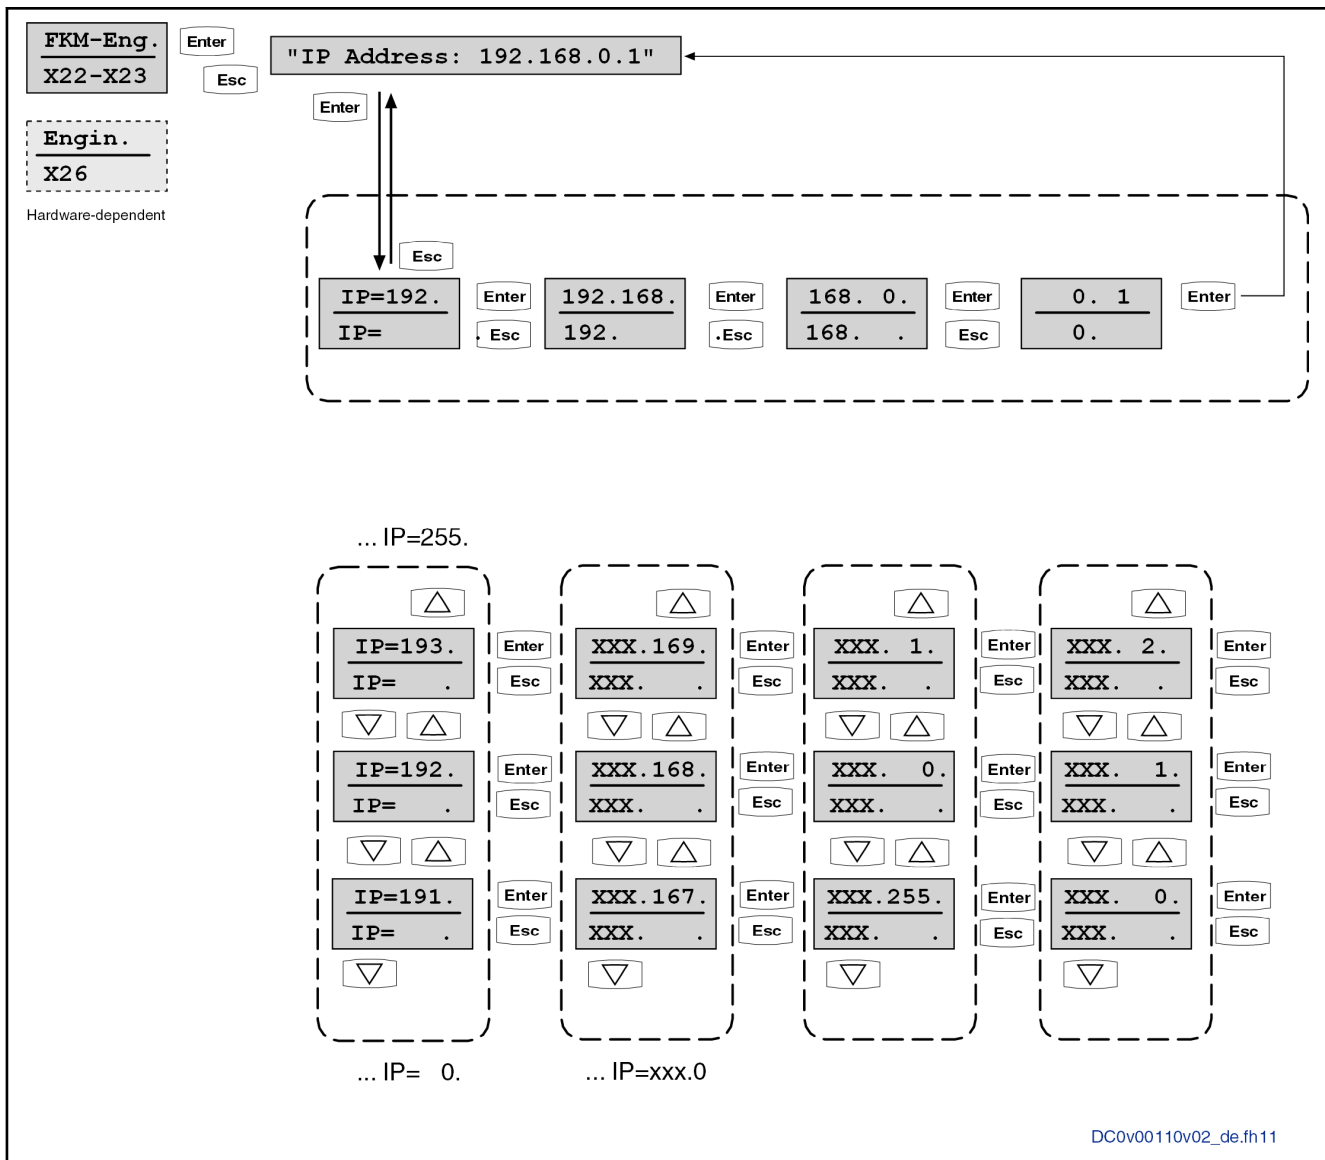 FKM-Eng. Enter
X22-X23 Esc
"IP Address: 192.168.0.1"
Enter
Engin.
X26
Hardware-dependent
Esc
IP=192. Enter 192.168. Enter 168. 0. Enter 0. 1 Enter
IP= . Esc 192. .Esc 168. . Esc 0.
... IP=255.
IP=193. Enter XXX.169. Enter XXX. 1. Enter XXX. 2. Enter
IP= . Esc XXX. . Esc XXX. . Esc XXX. . Esc
IP=192. Enter XXX.168. Enter XXX. 0. Enter XXX. 1. Enter
IP= . Esc XXX. . Esc XXX. . Esc XXX. . Esc
IP=191. Enter XXX.167. Enter XXX.255. Enter XXX. 0. Enter
IP= . Esc XXX. . Esc XXX. . Esc XXX. . Esc
... IP= 0. ... IP=xxx.0
DC0v00110v02_de.fh11